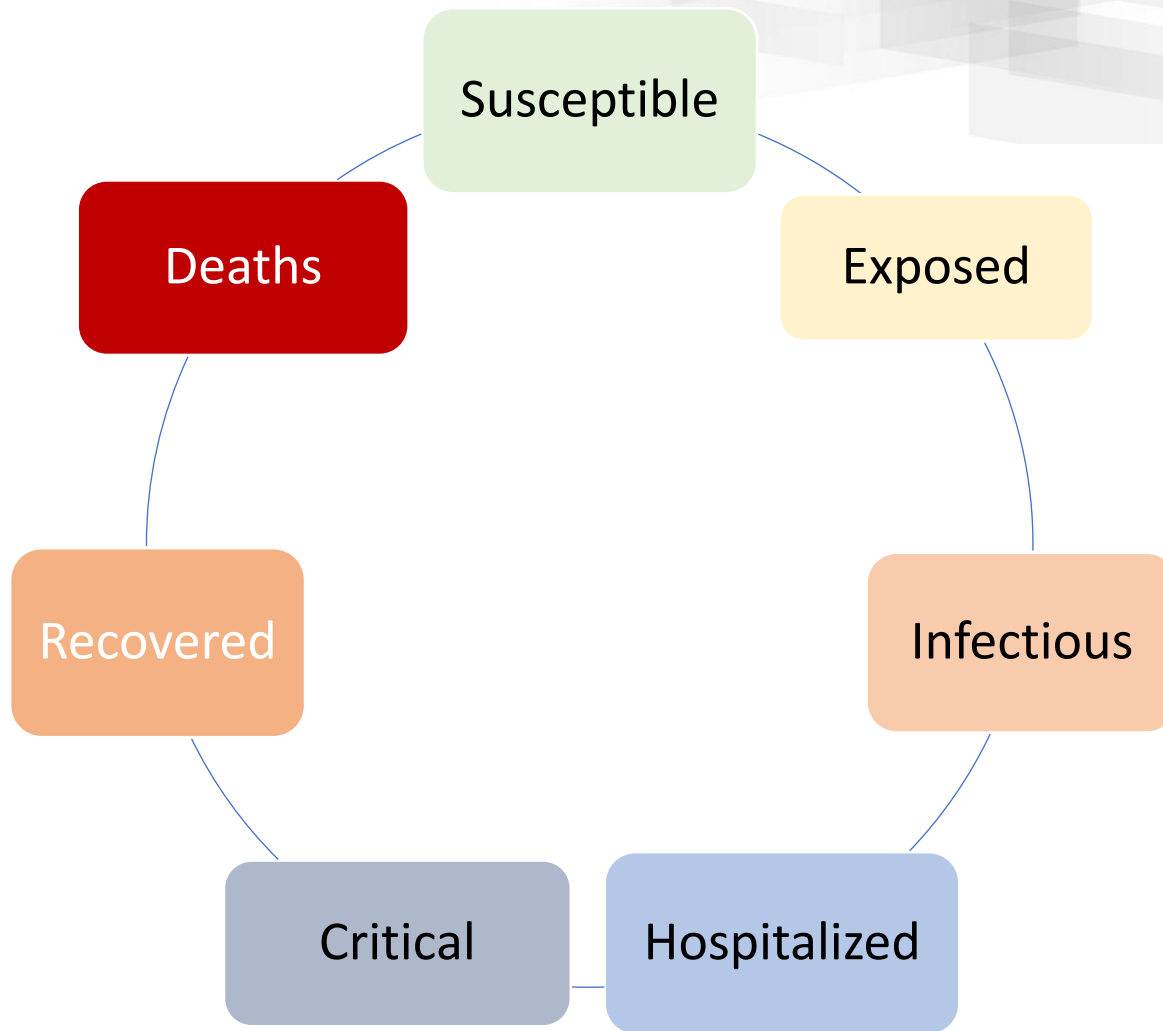 Susceptible
Exposed
Infectious
Hospitalized
Critical
Recovered
Deaths